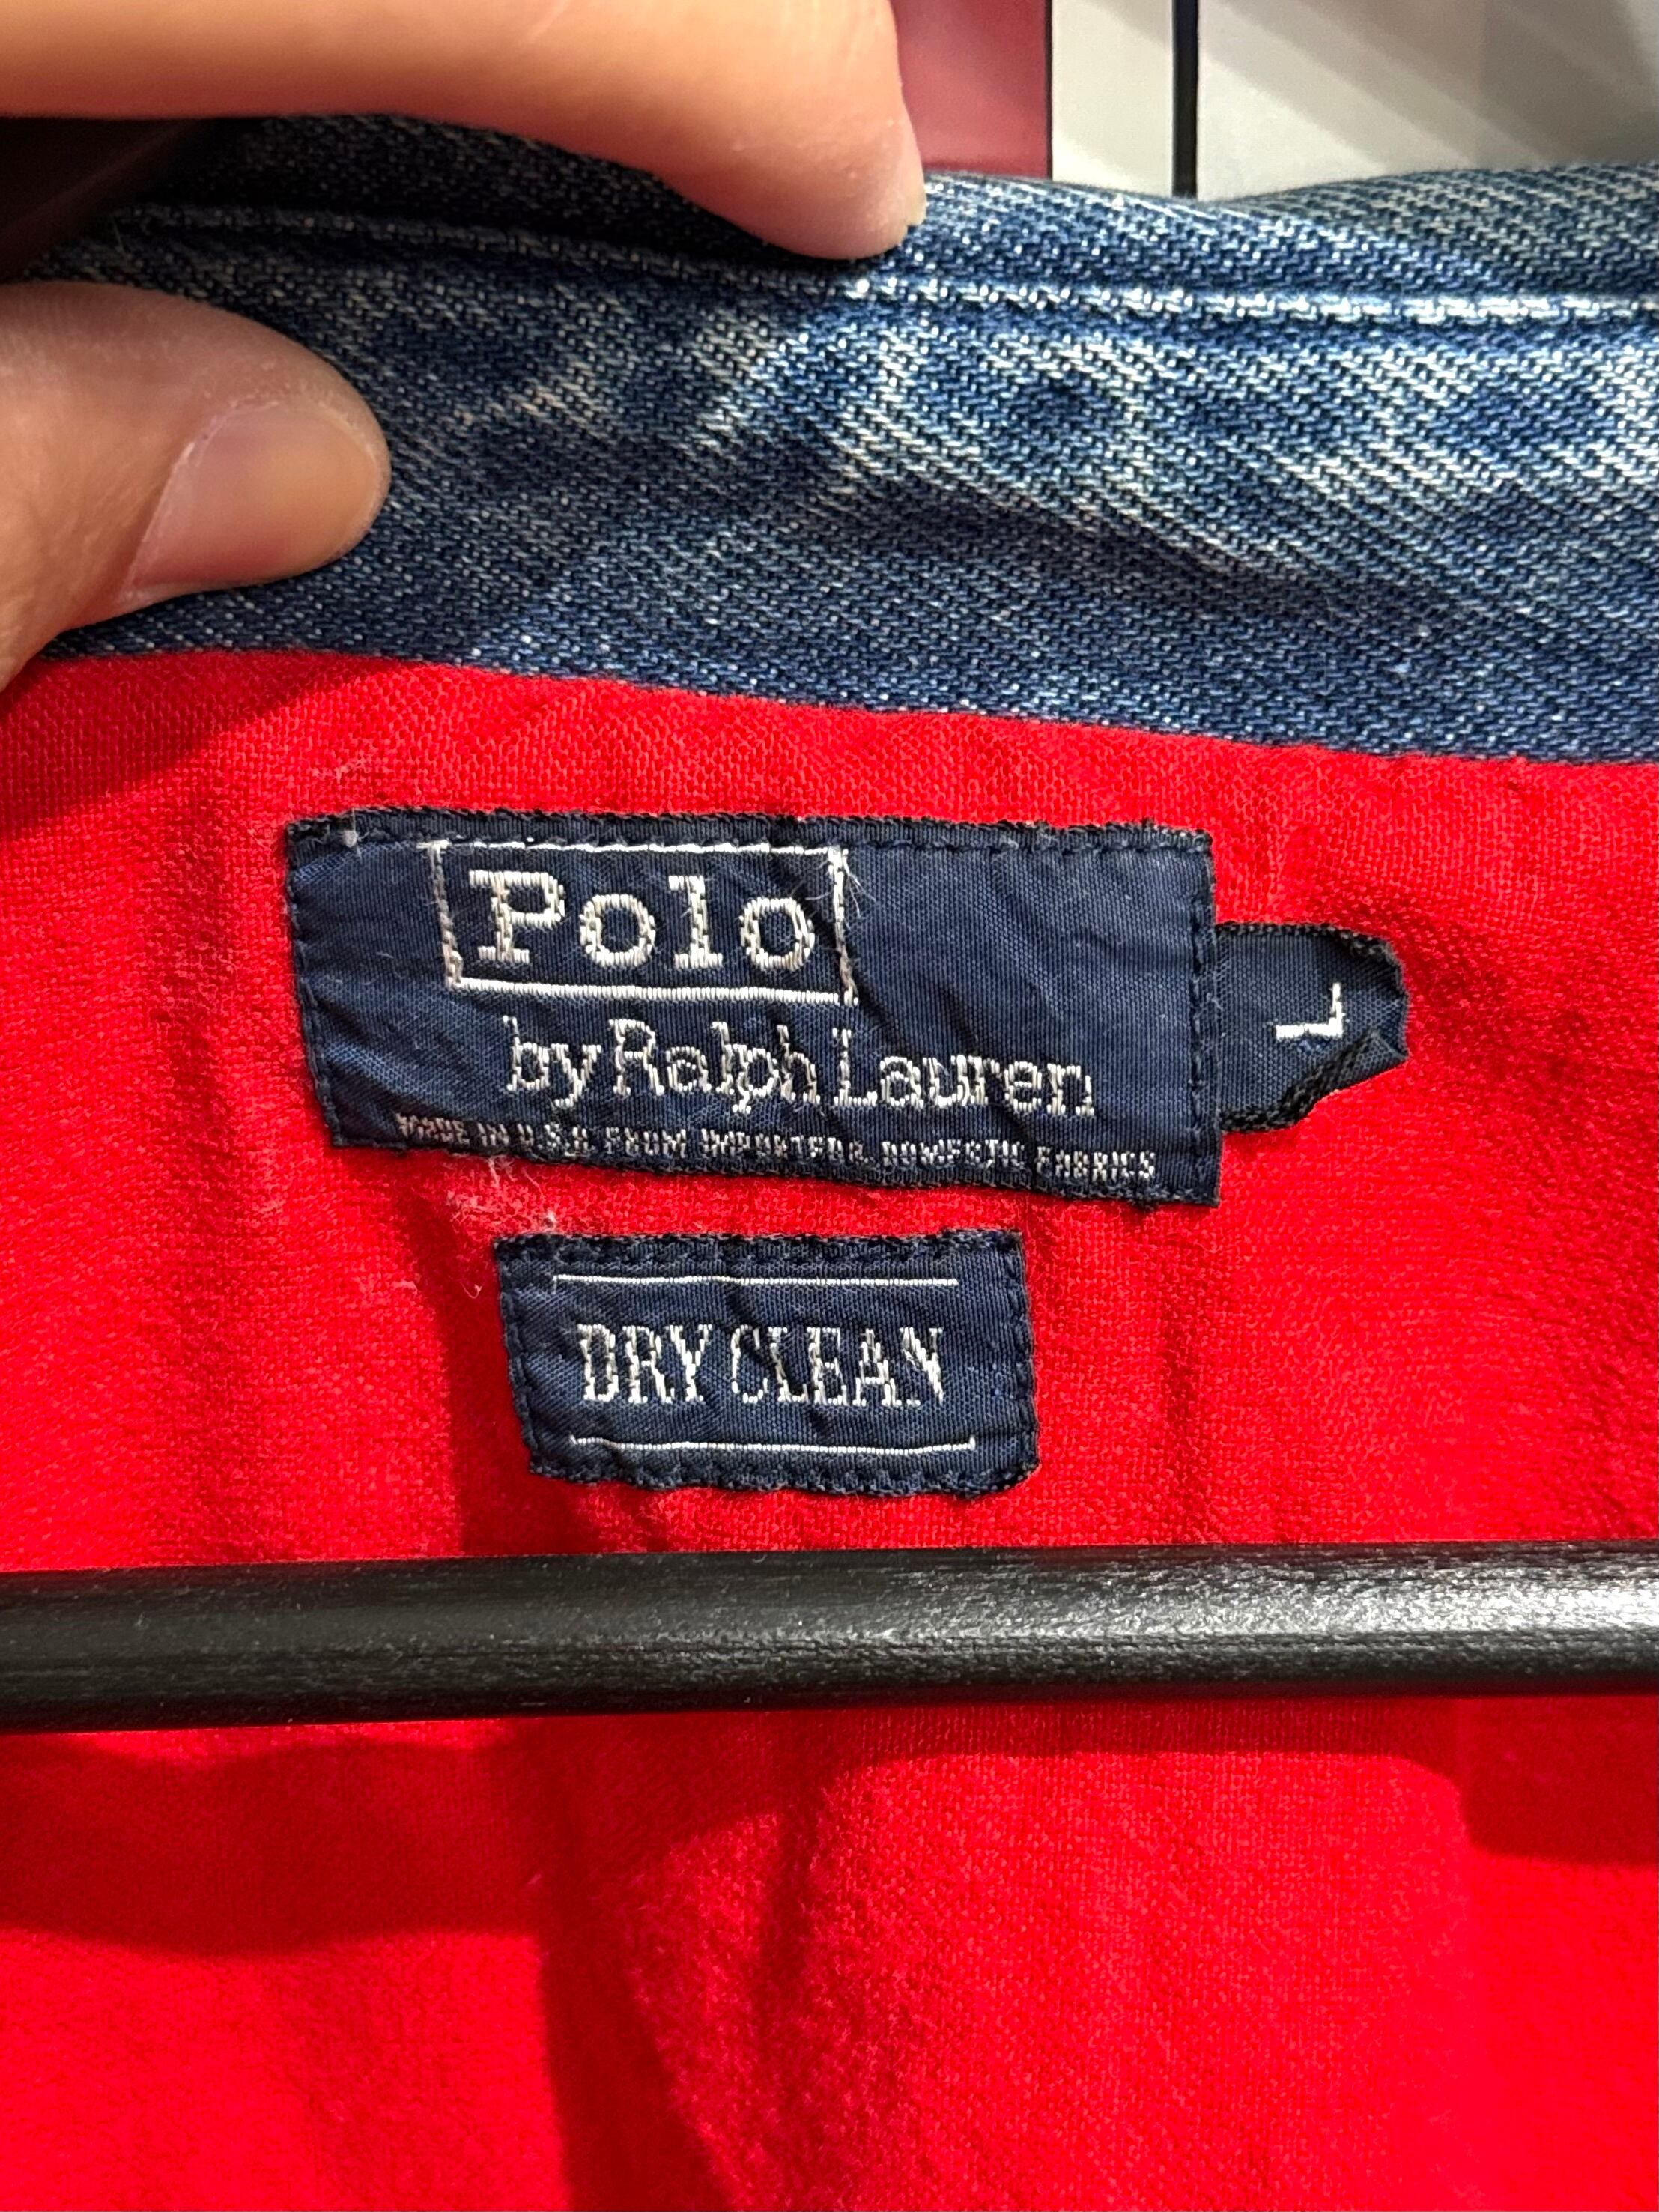 Polo
by Ralph Lauren
L
MADE IN U.S.A. FROM IMPORTED & DOMESTIC FABRICS
DRY CLEAN